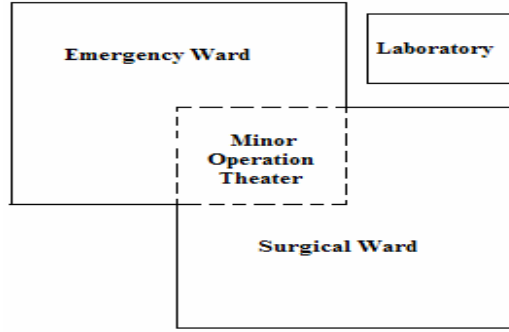 Emergency Ward
Laboratory
Minor
Operation
Theater
Surgical Ward